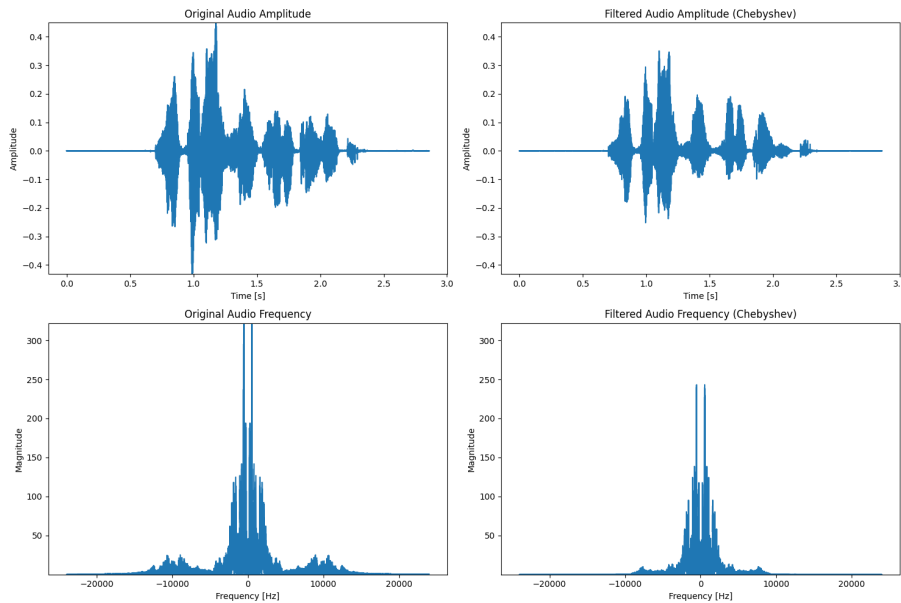 Original Audio Amplitude
Filtered Audio Amplitude (Chebyshev)
0.4
0.3
0.2
0.1
0.0
−0.1
−0.2
−0.3
−0.4
Amplitude
0.0 0.5 1.0 1.5 2.0 2.5 3.0
Time [s]
0.4
0.3
0.2
0.1
0.0
−0.1
−0.2
−0.3
−0.4
Amplitude
0.0 0.5 1.0 1.5 2.0 2.5 3.
Time [s]
Original Audio Frequency
Filtered Audio Frequency (Chebyshev)
300
250
200
150
100
50
Magnitude
−20000 −10000 0 10000 20000
Frequency [Hz]
300
250
200
150
100
50
Magnitude
−20000 −10000 0 10000 20000
Frequency [Hz]